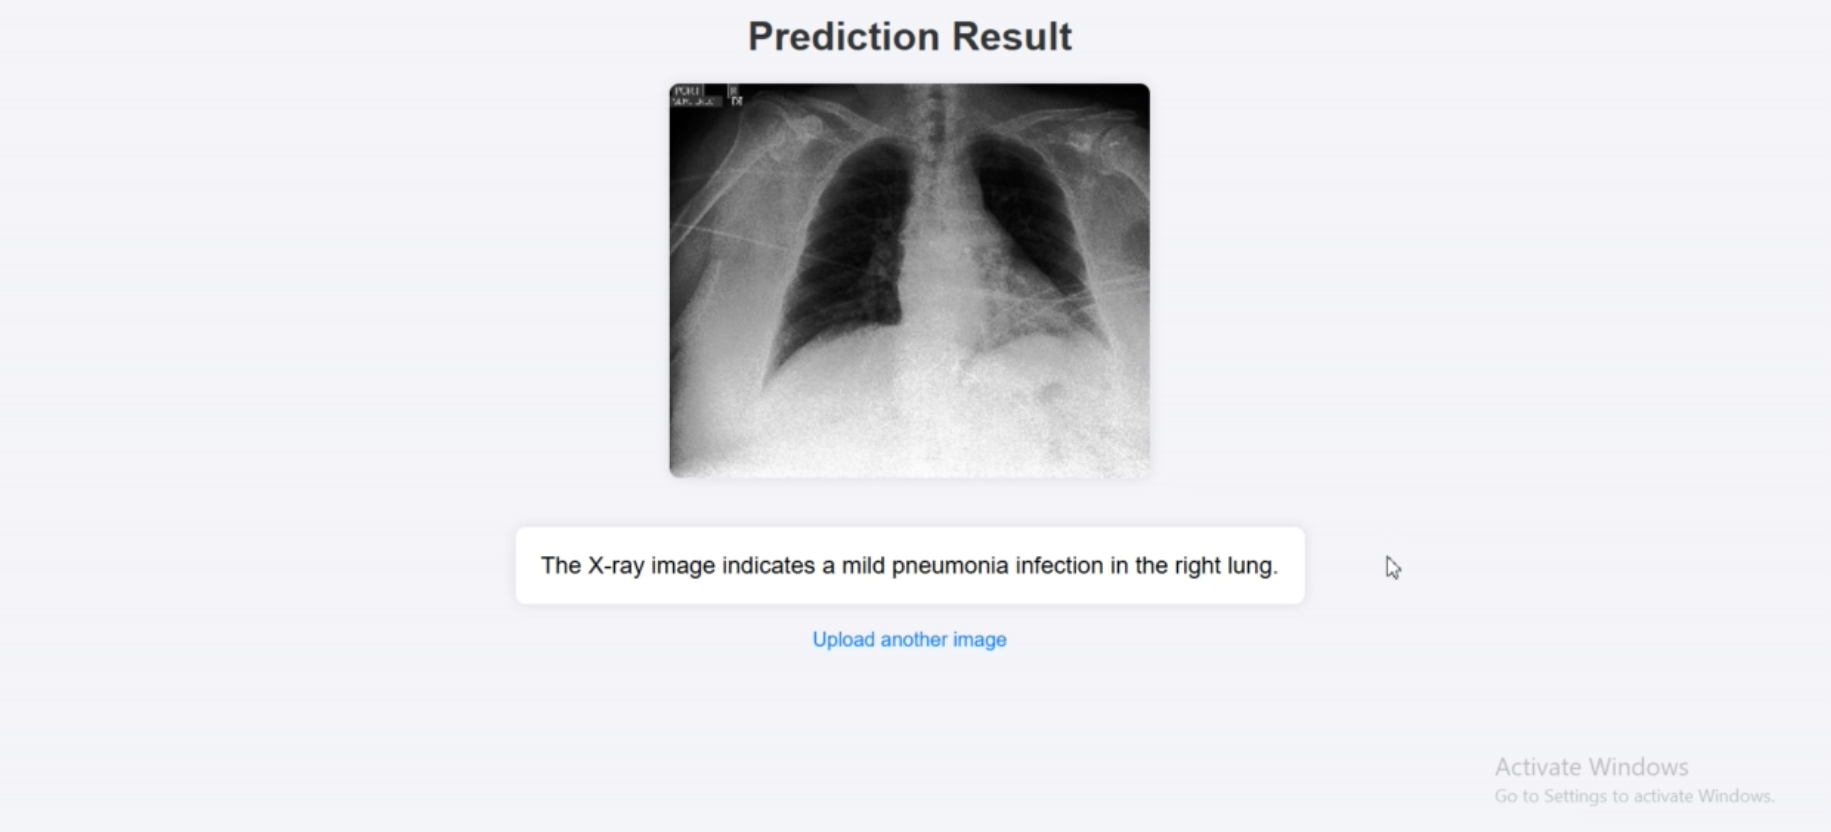 Prediction Result
PORT R
The X-ray image indicates a mild pneumonia infection in the right lung.
Upload another image
Activate Windows
Go to Settings to activate Windows.